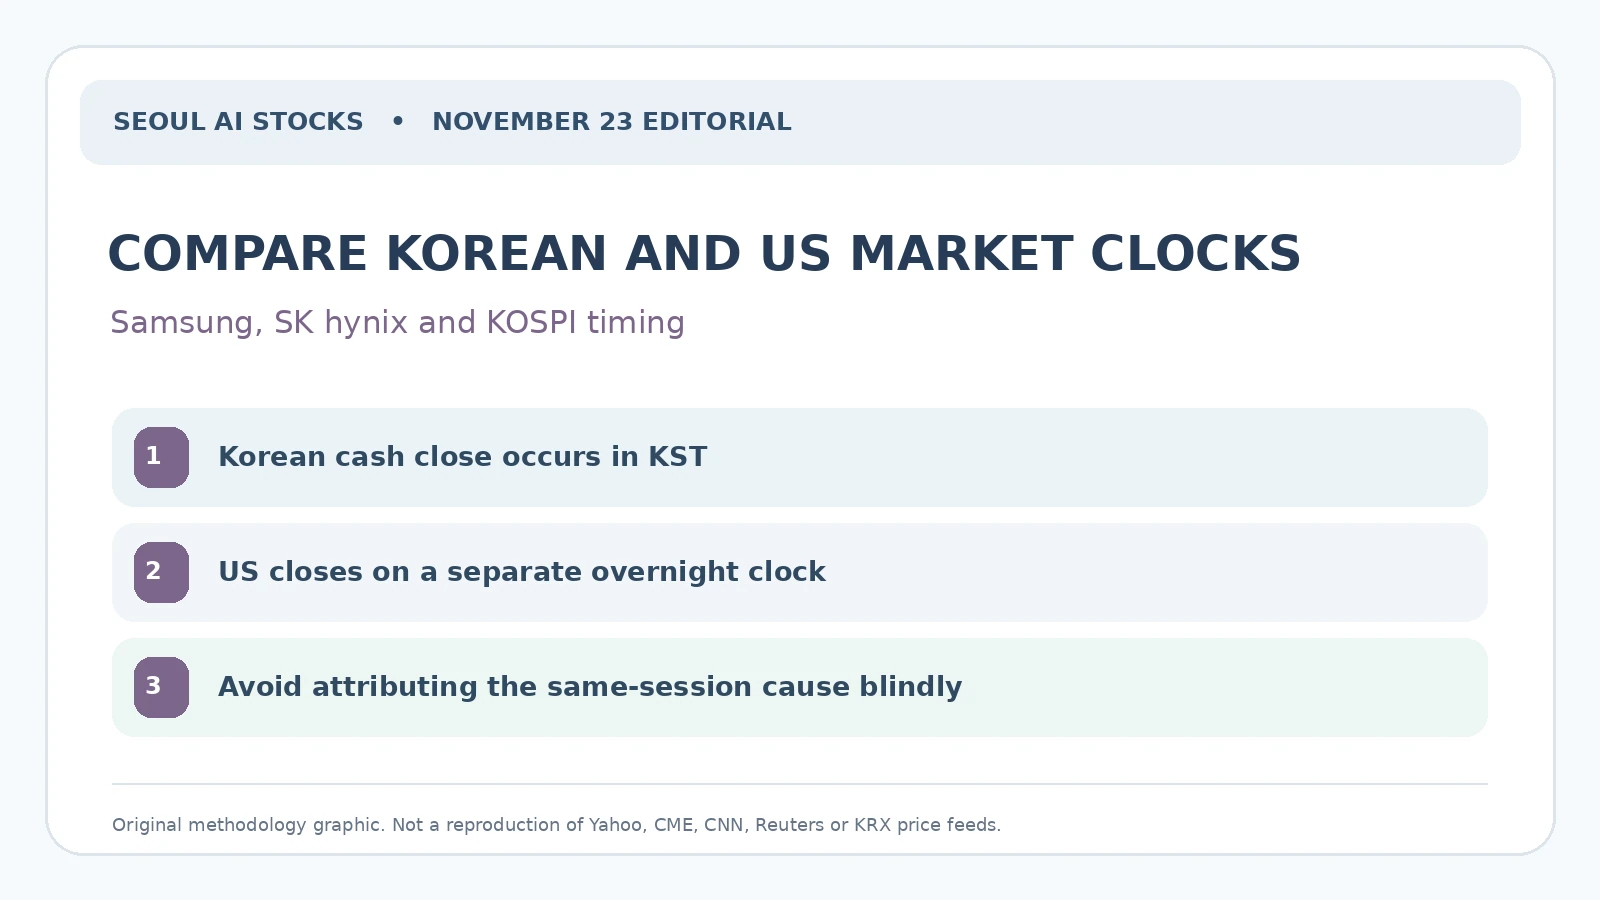 SEOUL AI STOCKS • NOVEMBER 23 EDITORIAL
COMPARE KOREAN AND US MARKET CLOCKS
Samsung, SK hynix and KOSPI timing
1 Korean cash close occurs in KST
2 US closes on a separate overnight clock
3 Avoid attributing the same-session cause blindly
Original methodology graphic. Not a reproduction of Yahoo, CME, CNN, Reuters or KRX price feeds.